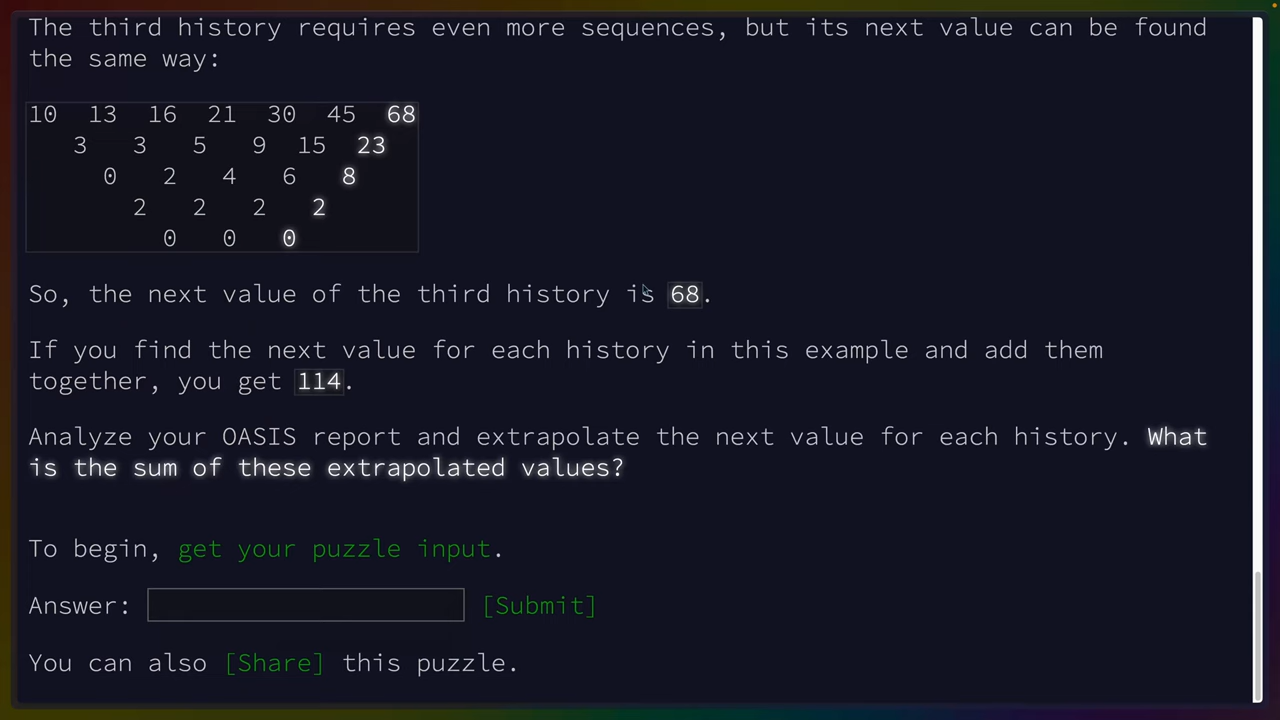 The third history requires even more sequences, but its next value can be found
the same way:
10 13 16 21 30 45 68
3 3 5 9 15 23
0 2 4 6 8
2 2 2 2
0 0 0
So, the next value of the third history is 68.
If you find the next value for each history in this example and add them
together, you get 114.
Analyze your OASIS report and extrapolate the next value for each history. What
is the sum of these extrapolated values?
To begin, get your puzzle input.
Answer: [Submit]
You can also [Share] this puzzle.